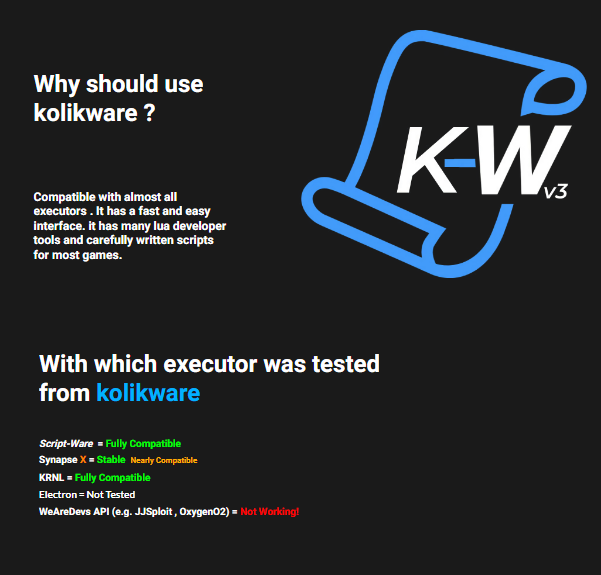 Why should use
kolikware ?
K-W
v3
Compatible with almost all
executors . It has a fast and easy
interface. it has many lua developer
tools and carefully written scripts
for most games.
With which executor was tested
from kolikware
Script-Ware = Fully Compatible
Synapse X = Stable Nearly Compatible
KRNL = Fully Compatible
Electron = Not Tested
WeAreDevs API (e.g. JJSploit , OxygenO2) = Not Working!